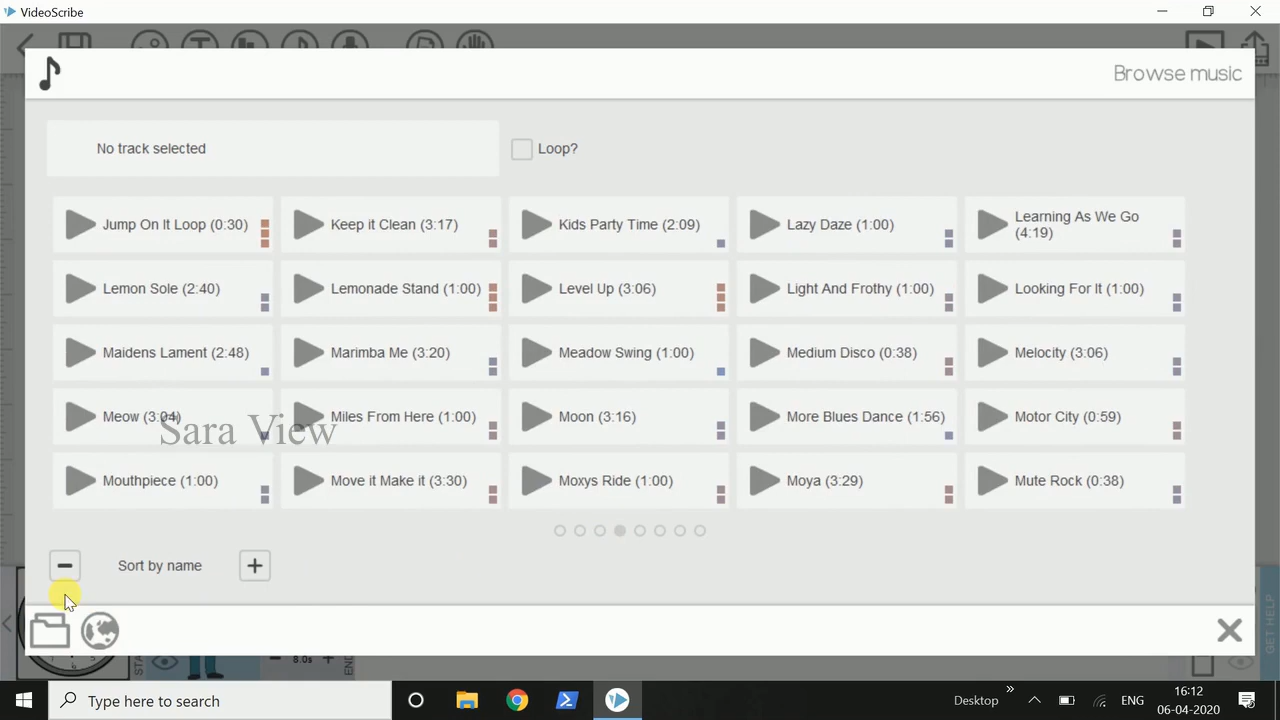 VideoScribe
Browse music
No track selected
Loop?
Jump On It Loop (0:30)
Keep it Clean (3:17)
Kids Party Time (2:09)
Lazy Daze (1:00)
Learning As We Go
(4:19)
Lemon Sole (2:40)
Lemonade Stand (1:00)
Level Up (3:06)
Light And Frothy (1:00)
Looking For It (1:00)
Maidens Lament (2:48)
Marimba Me (3:20)
Meadow Swing (1:00)
Medium Disco (0:38)
Melocity (3:06)
Meow (3:04)
Miles From Here (1:00)
Moon (3:16)
More Blues Dance (1:56)
Motor City (0:59)
Sara View
Mouthpiece (1:00)
Move it Make it (3:30)
Moxys Ride (1:00)
Moya (3:29)
Mute Rock (0:38)
Sort by name
GET HELP
8.0s
END
Type here to search
Desktop
ENG
16:12
06-04-2020